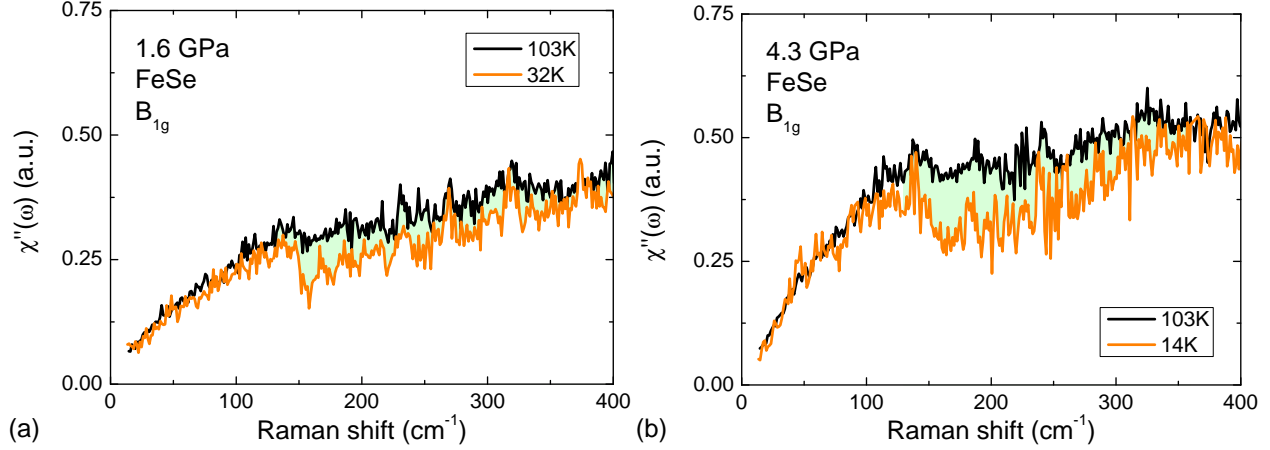 1.6 GPa
FeSe
B1g
103K
32K
0.75
0.50
0.25
0.00
χ''(ω) (a.u.)
0 100 200 300 400
Raman shift (cm-1)
(a)
4.3 GPa
FeSe
B1g
103K
14K
0.75
0.50
0.25
0.00
χ''(ω) (a.u.)
0 100 200 300 400
Raman shift (cm-1)
(b)